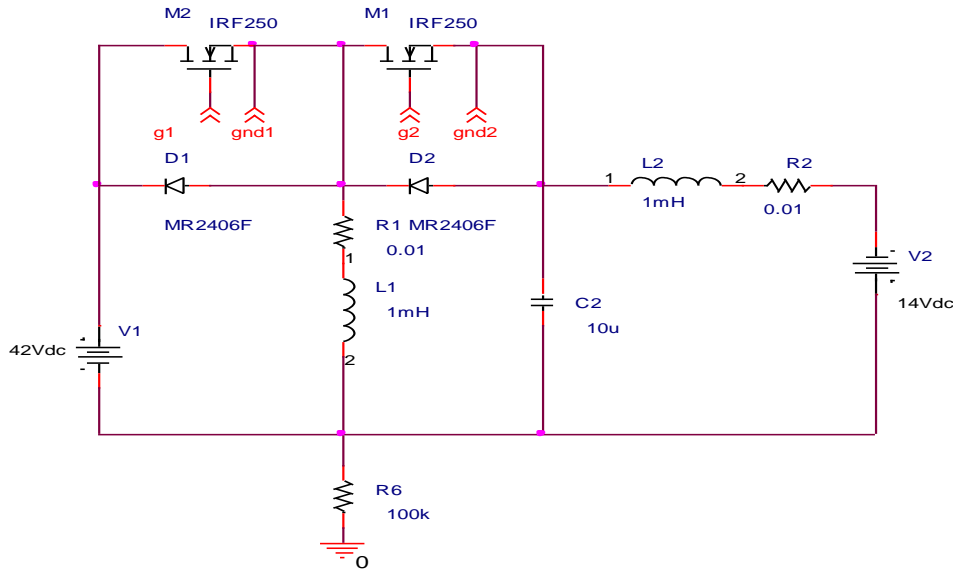 M2
IRF250
M1
IRF250
g1
gnd1
g2
gnd2
D1
D2
L2
R2
1
2
1mH
0.01
MR2406F
R1
MR2406F
0.01
1
L1
1mH
2
V2
14Vdc
C2
10u
V1
42Vdc
-
-
R6
100k
0